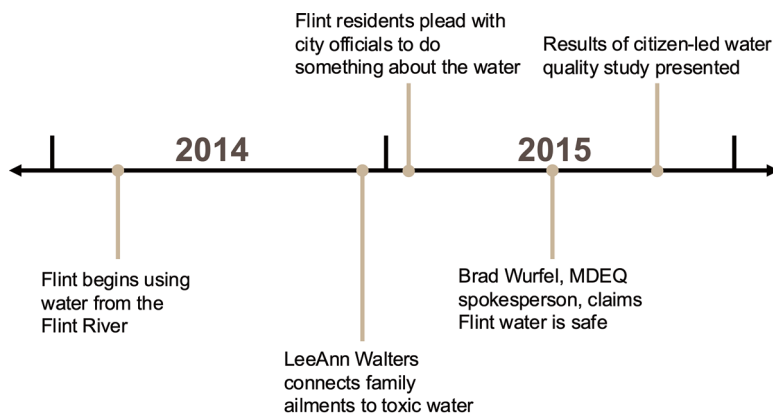 Flint residents plead with
city officials to do
something about the water
Results of citizen-led water
quality study presented
2014
2015
Flint begins using
water from the
Flint River
LeeAnn Walters
connects family
ailments to toxic water
Brad Wurfel, MDEQ
spokesperson, claims
Flint water is safe